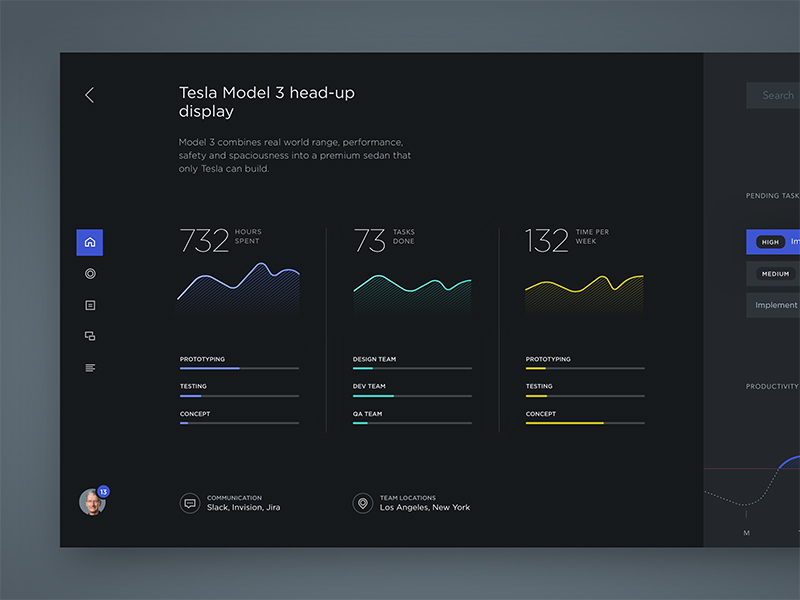 Tesla Model 3 head-up
display
Model 3 combines real world range, performance,
safety and spaciousness into a premium sedan that
only Tesla can build.
732 HOURS
SPENT
PROTOTYPING
TESTING
CONCEPT
73 TASKS
DONE
DESIGN TEAM
DEV TEAM
QA TEAM
132 TIME PER
WEEK
PROTOTYPING
TESTING
CONCEPT
13
COMMUNICATION
Slack, Invision, Jira
TEAM LOCATIONS
Los Angeles, New York
Search
PENDING TASK
HIGH Im
MEDIUM
Implement
PRODUCTIVITY
M